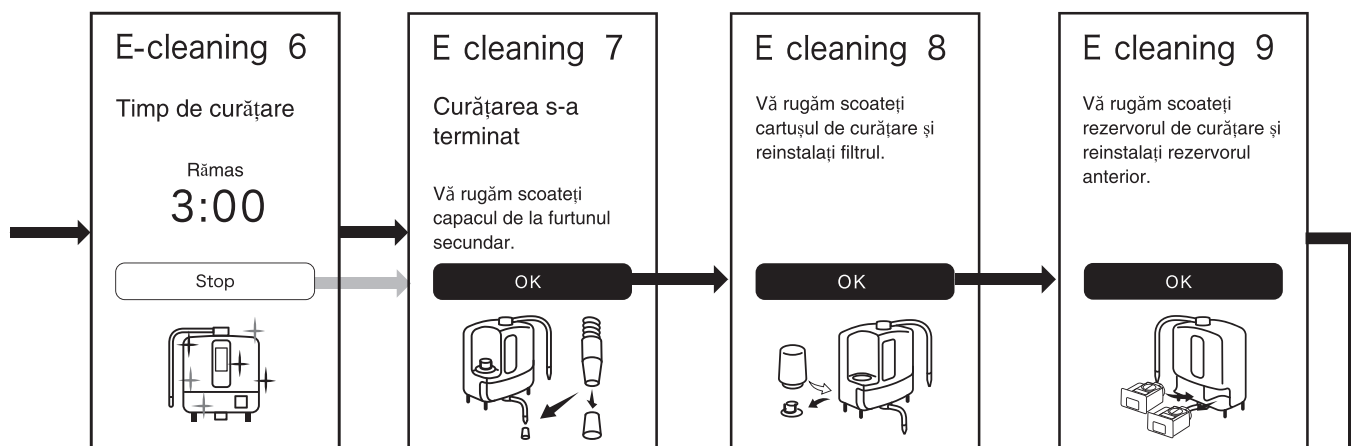 E-cleaning 6
Timp de curățare
Rămas
3:00
Stop
E cleaning 7
Curățarea s-a
terminat
Vă rugăm scoateți
capacul de la furtunul
secundar.
OK
E cleaning 8
Vă rugăm scoateți
cartușul de curățare și
reinstalați filtrul.
OK
E cleaning 9
Vă rugăm scoateți
rezervorul de curățare și
reinstalați rezervorul
anterior.
OK